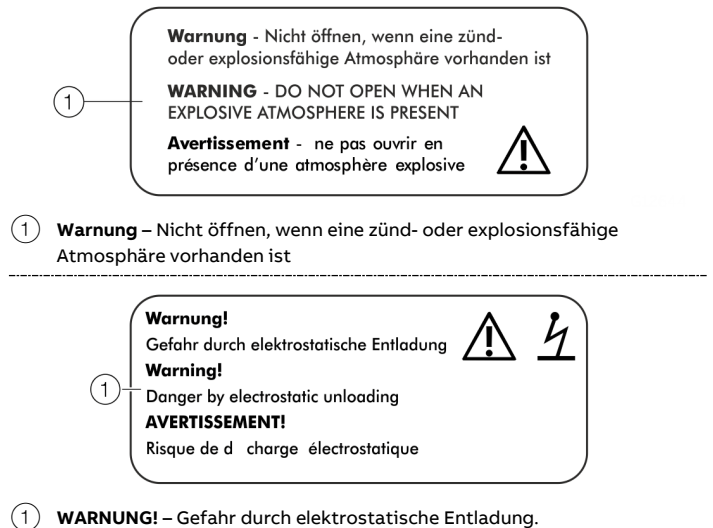 Warnung - Nicht öffnen, wenn eine zünd-
oder explosionsfähige Atmosphäre vorhanden ist
WARNING - DO NOT OPEN WHEN AN
EXPLOSIVE ATMOSPHERE IS PRESENT
Avertissement - ne pas ouvrir en
présence d'une atmosphère explosive
1
1 Warnung – Nicht öffnen, wenn eine zünd- oder explosionsfähige
Atmosphäre vorhanden ist
Warnung!
Gefahr durch elektrostatische Entladung
Warning!
1
Danger by electrostatic unloading
AVERTISSEMENT!
Risque de d charge électrostatique
1 WARNUNG! – Gefahr durch elektrostatische Entladung.